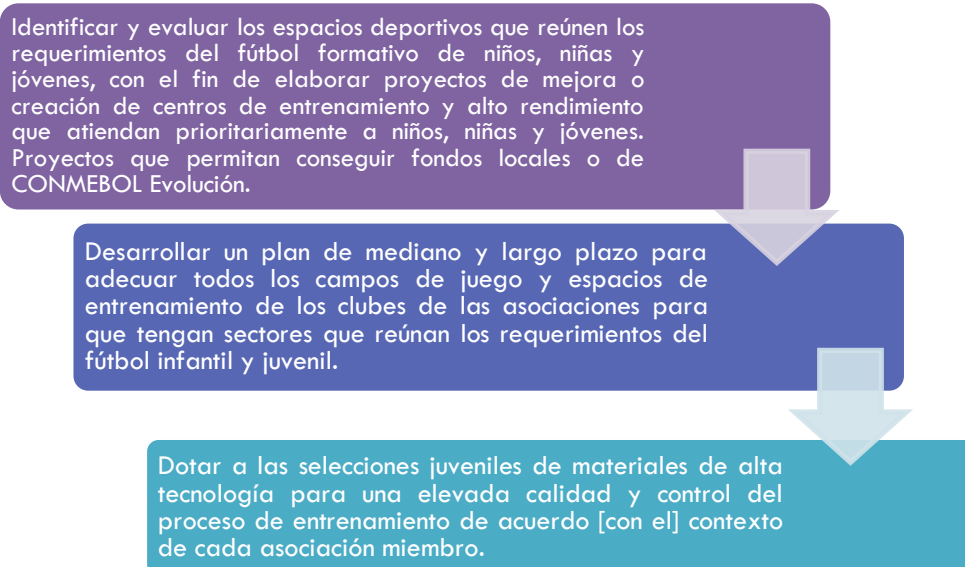 Identificar y evaluar los espacios deportivos que reúnen los
requerimientos del fútbol formativo de niños, niñas y
jóvenes, con el fin de elaborar proyectos de mejora o
creación de centros de entrenamiento y alto rendimiento
que atiendan prioritariamente a niños, niñas y jóvenes.
Proyectos que permitan conseguir fondos locales o de
CONMEBOL Evolución.
Desarrollar un plan de mediano y largo plazo para
adecuar todos los campos de juego y espacios de
entrenamiento de los clubes de las asociaciones para
que tengan sectores que reúnan los requerimientos del
fútbol infantil y juvenil.
Dotar a las selecciones juveniles de materiales de alta
tecnología para una elevada calidad y control del
proceso de entrenamiento de acuerdo [con el] contexto
de cada asociación miembro.